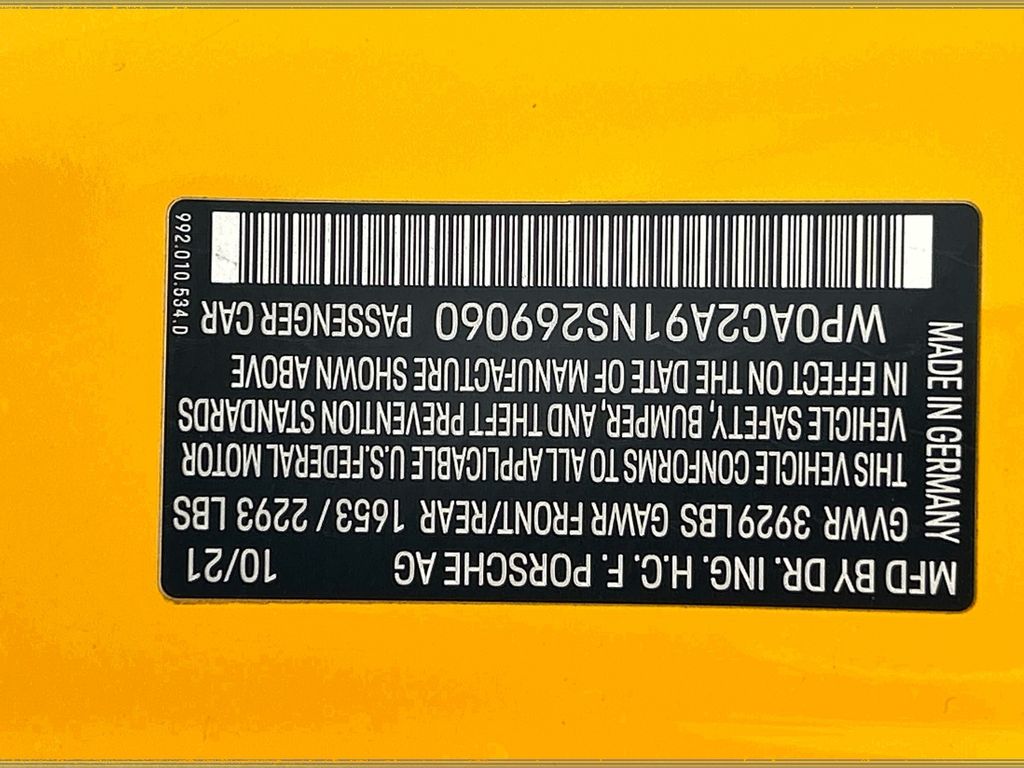 MFD BY DR. ING. H.C. F. PORSCHE AG 10/21
GVWR 3929 LBS GAWR FRONT/REAR 1653 / 2293 LBS
THIS VEHICLE CONFORMS TO ALL APPLICABLE U.S. FEDERAL MOTOR
VEHICLE SAFETY, BUMPER, AND THEFT PREVENTION STANDARDS
IN EFFECT ON THE DATE OF MANUFACTURE SHOWN ABOVE
WP0AC2A91NS269060 PASSENGER CAR
MADE IN GERMANY
992.010.534.D